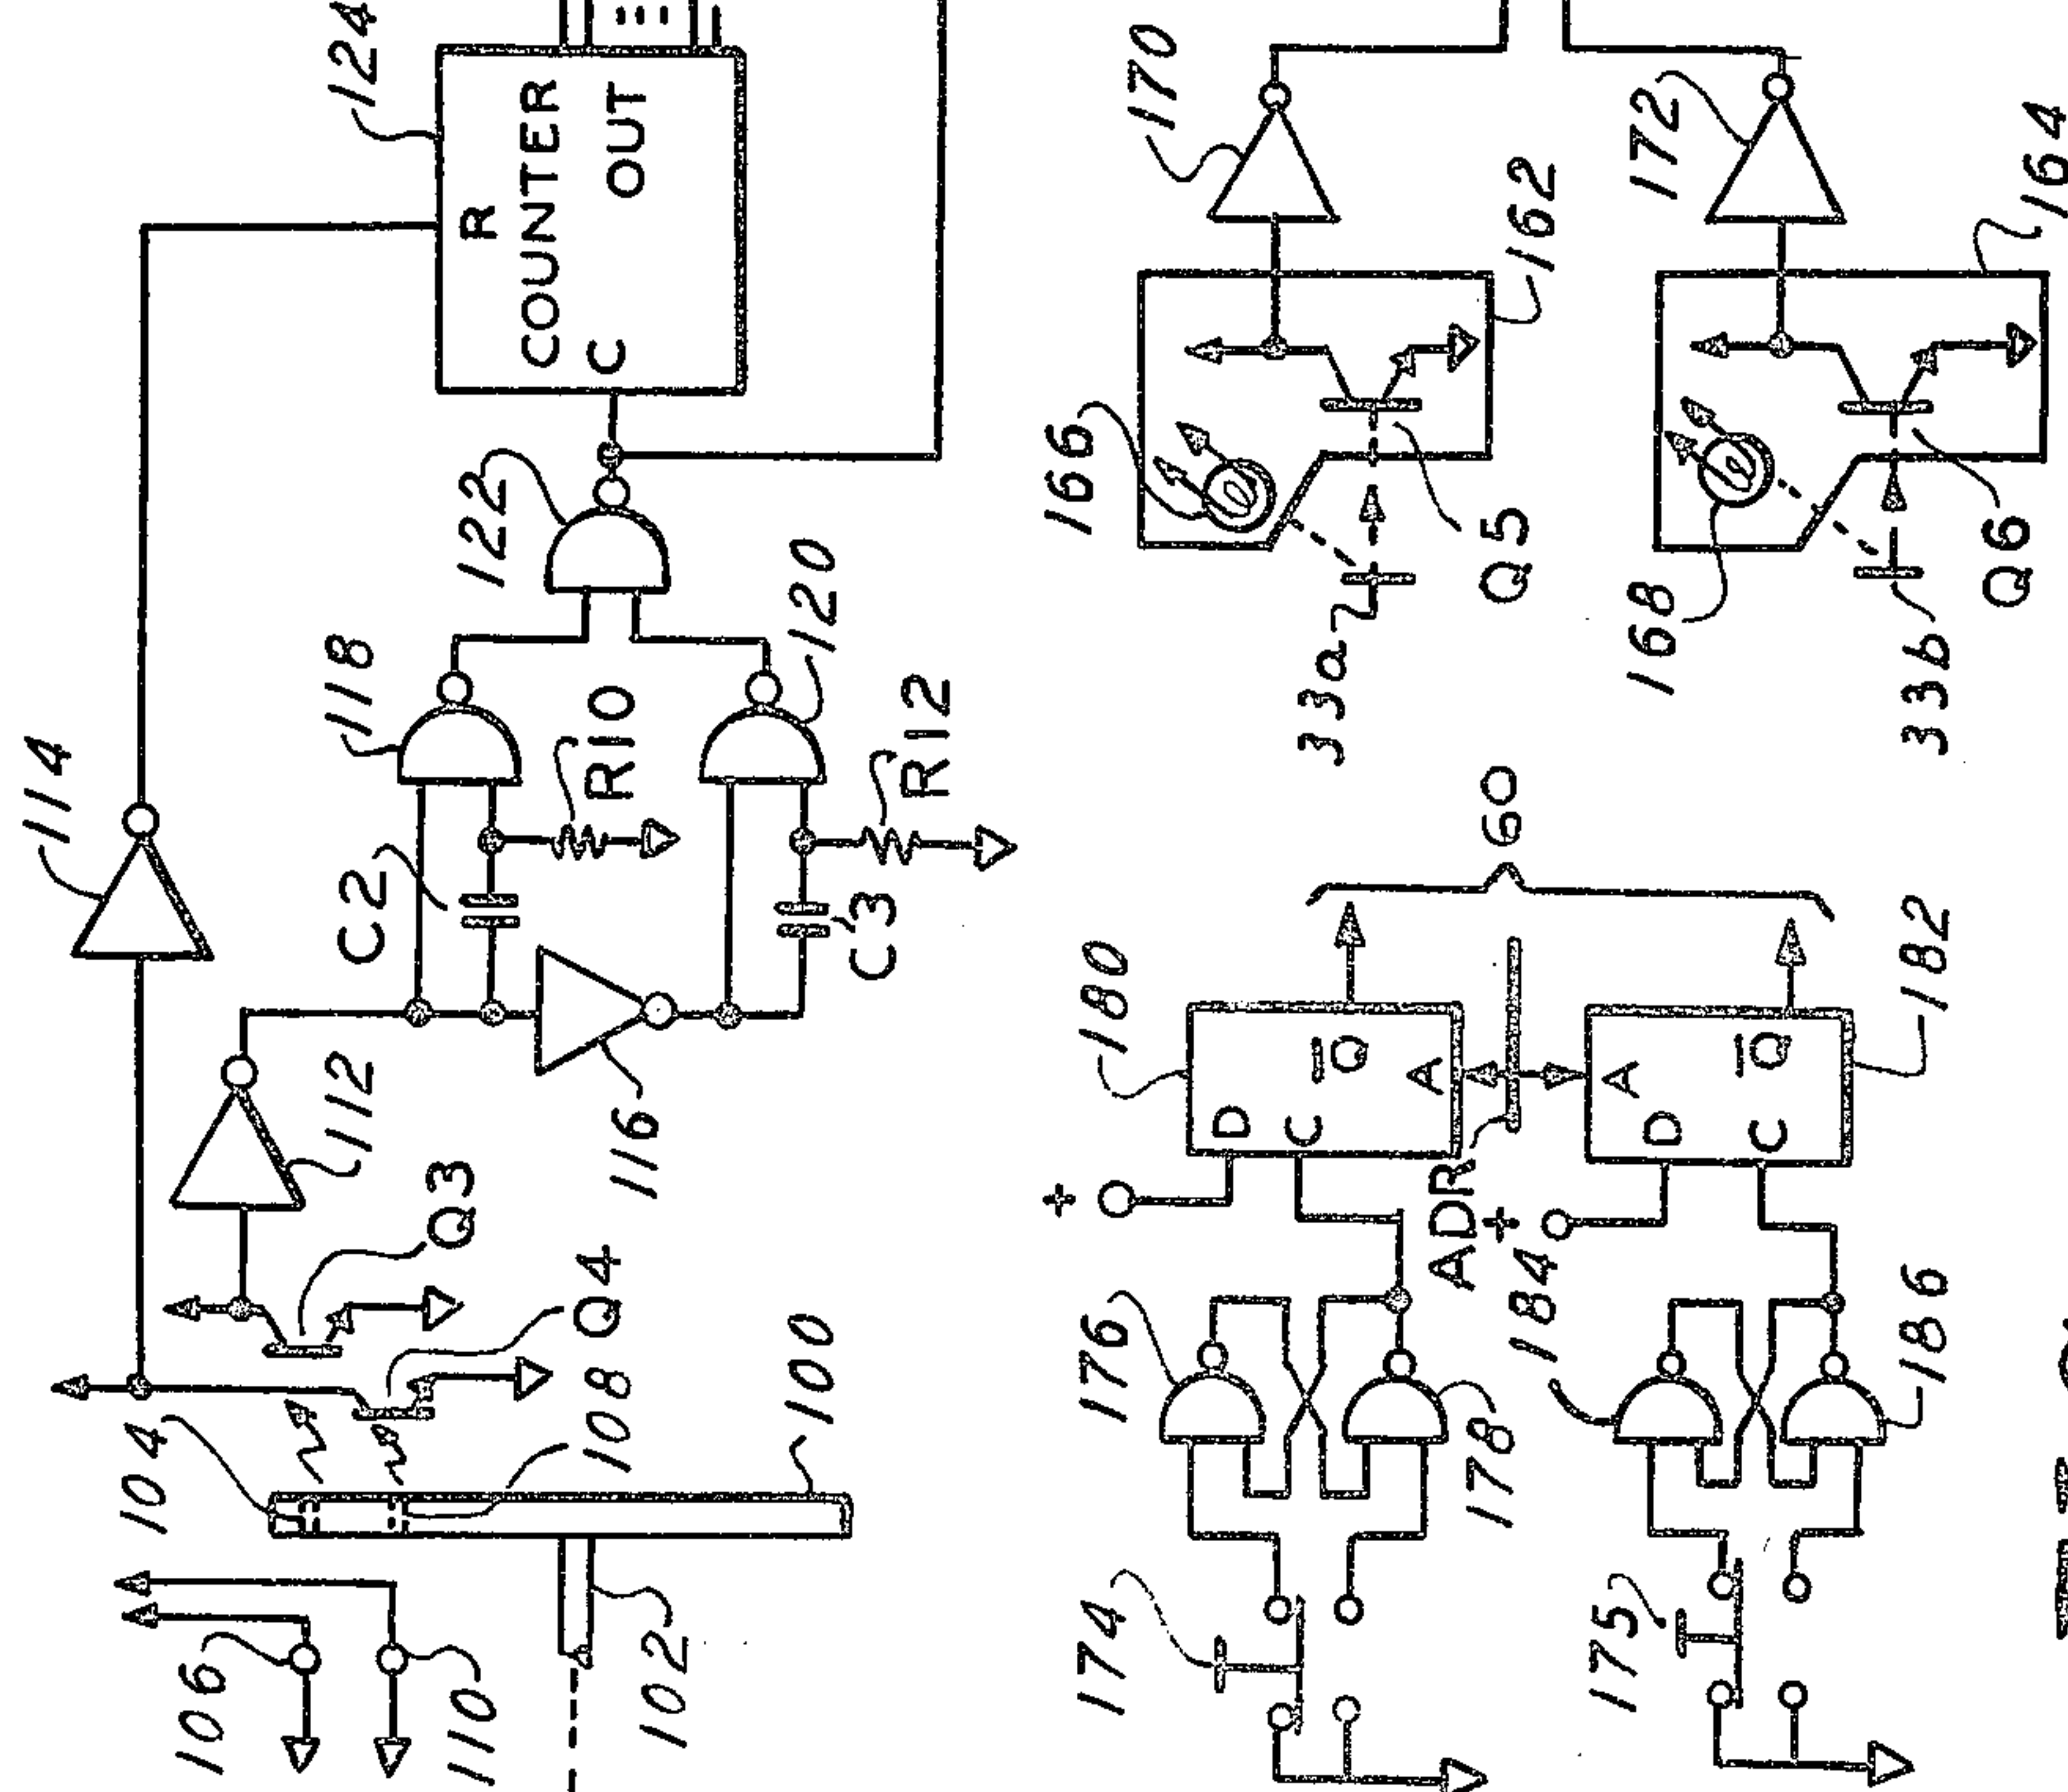 124
R
COUNTER
C
OUT
114
112
Q3
Q4
104
108
100
106
110
102
116
C2
118
R10
122
120
C3
R12
170
162
166
Q5
33a
172
164
168
Q6
33b
60
180
D
C
Q̅
A
+
ADR
176
178
174
182
A
D
C
Q̅
+
184
186
175